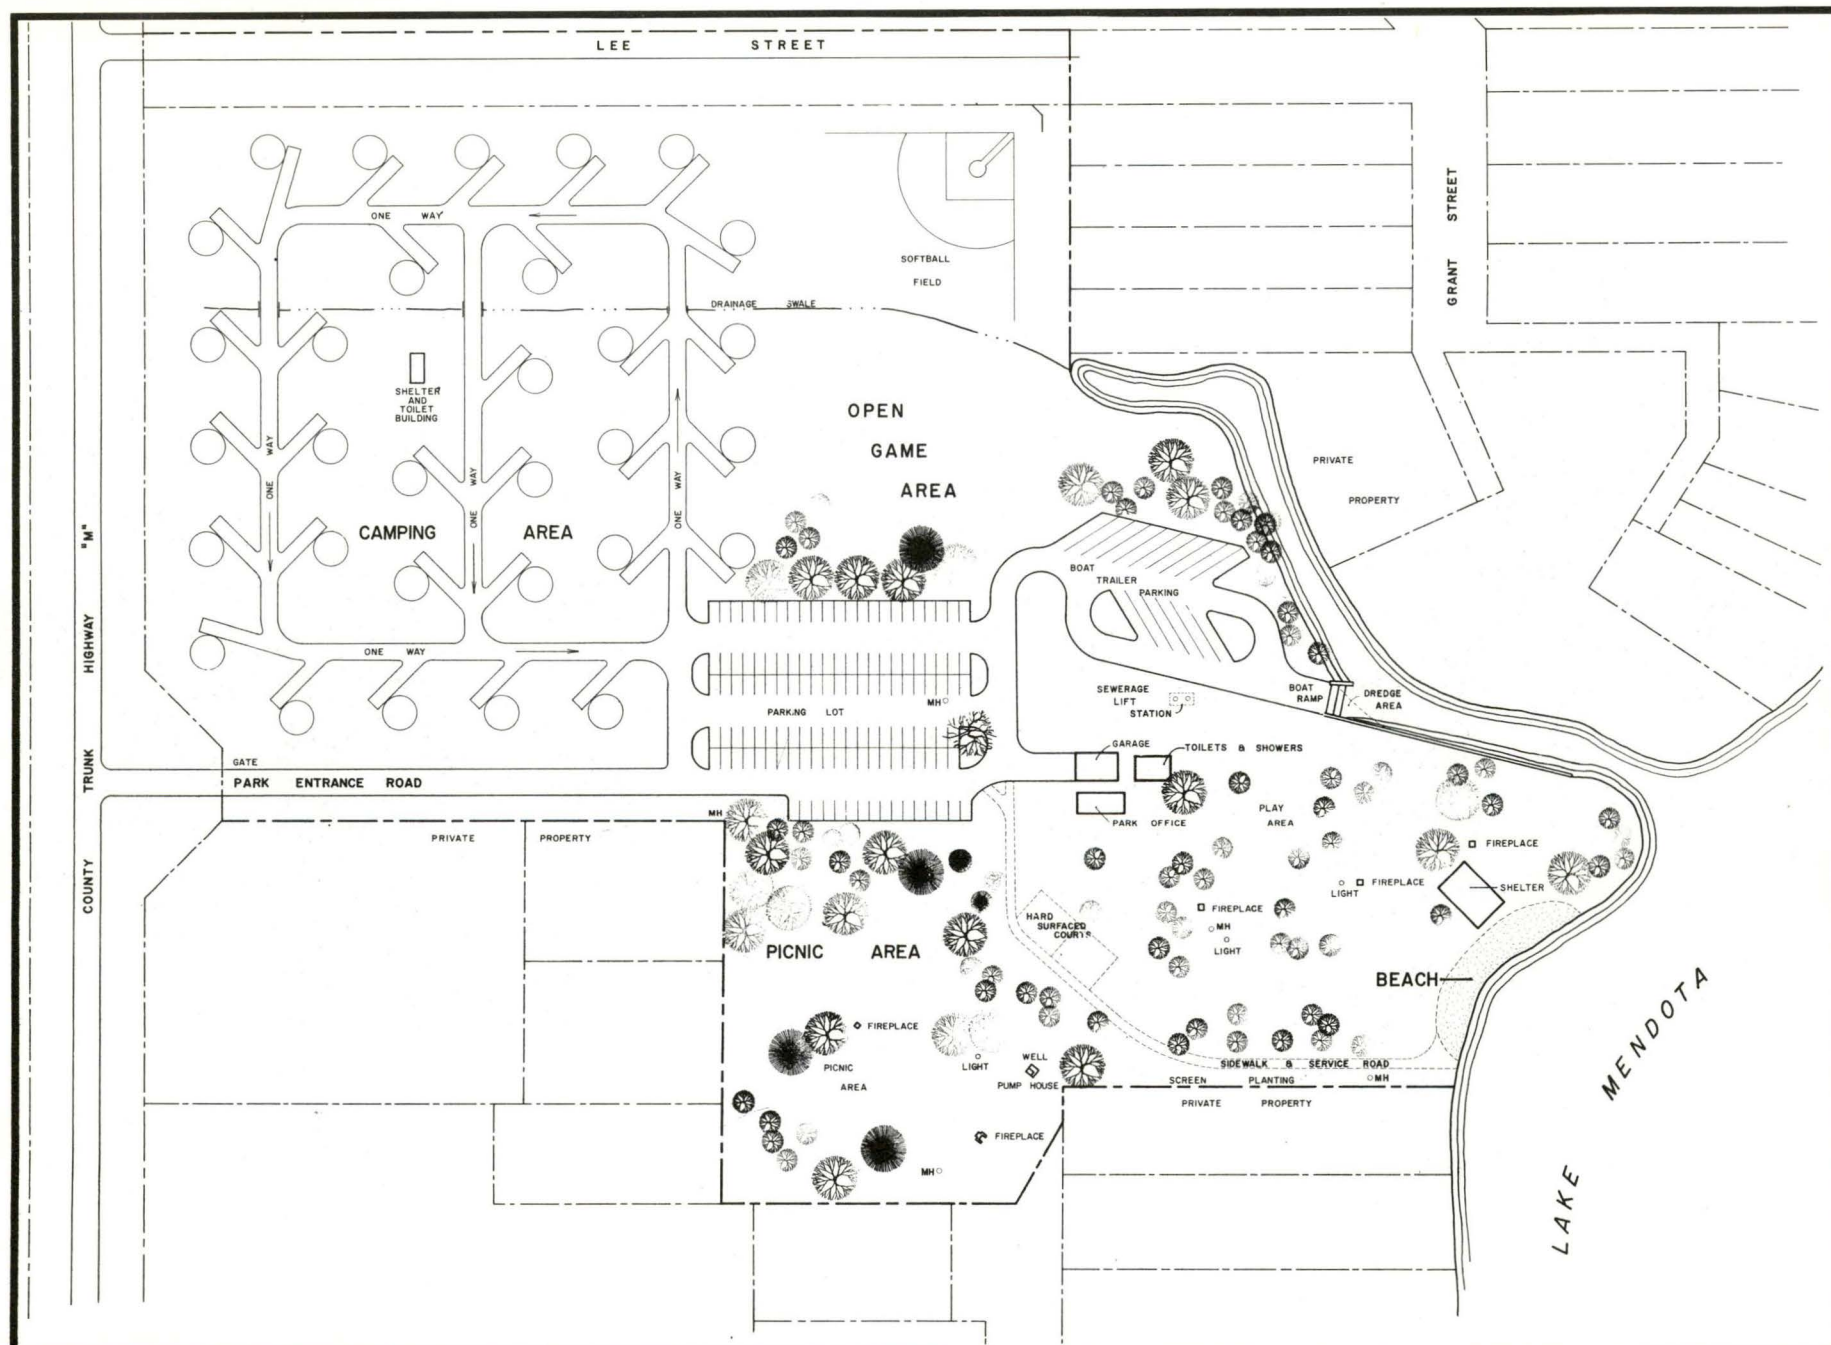 LEE STREET
GRANT STREET
ONE WAY
SOFTBALL
FIELD
DRAINAGE SWALE
SHELTER
AND
TOILET
BUILDING
OPEN
GAME
AREA
PRIVATE
PROPERTY
ONE WAY
ONE WAY
ONE WAY
CAMPING AREA
COUNTY TRUNK HIGHWAY "M"
BOAT
TRAILER
PARKING
ONE WAY
SEWERAGE
LIFT
STATION
BOAT
RAMP
DREDGE
AREA
MH
PARKING LOT
GARAGE
TOILETS & SHOWERS
GATE
PARK ENTRANCE ROAD
MH
PARK OFFICE
PLAY
AREA
PRIVATE PROPERTY
FIREPLACE
LIGHT
FIREPLACE
SHELTER
FIREPLACE
HARD
SURFACED
COURTS
MH
LIGHT
PICNIC AREA
BEACH
FIREPLACE
LAKE MENDOTA
PICNIC
AREA
LIGHT
WELL
PUMP HOUSE
SIDEWALK & SERVICE ROAD
SCREEN PLANTING
MH
PRIVATE PROPERTY
FIREPLACE
MH